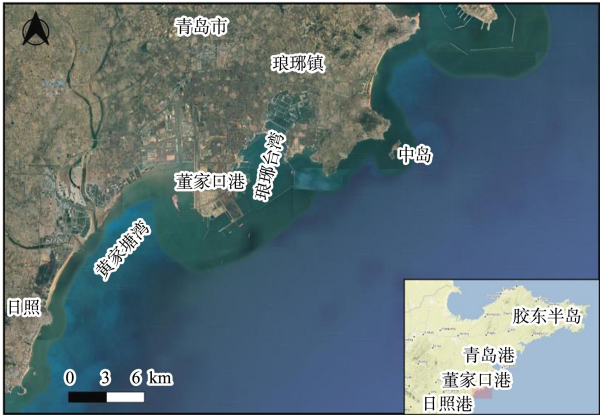 青岛市
琅琊镇
琅琊台湾
中岛
董家口港
黄家塘湾
日照
0 3 6 km
胶东半岛
青岛港
董家口港
日照港